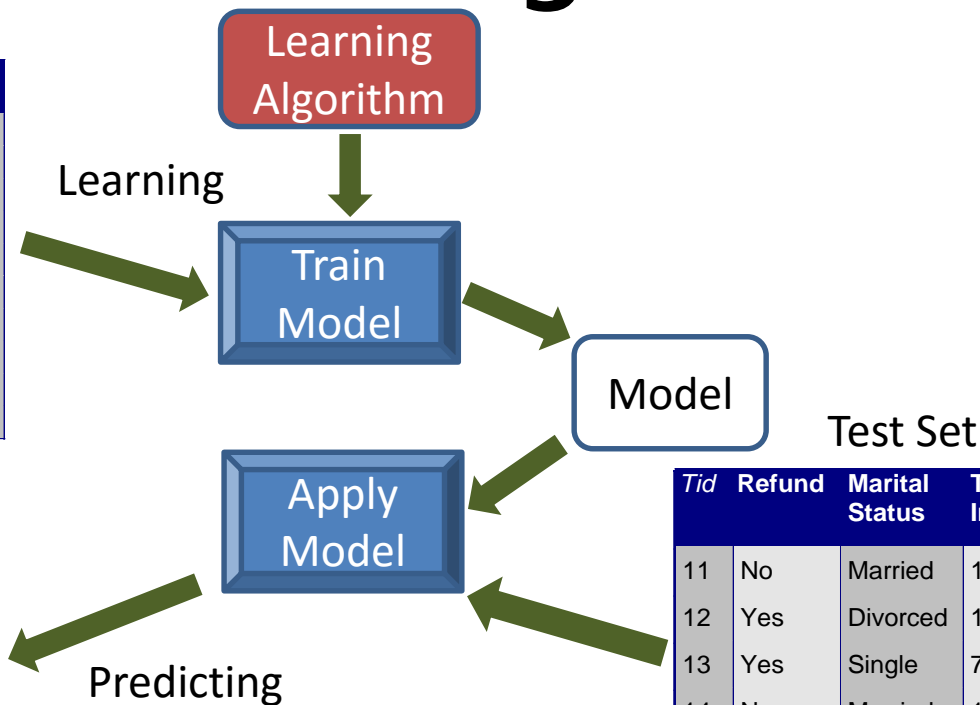 Learning
Algorithm
Learning
Train
Model
Model
Test Set
Apply
Model
Tid Refund Marital
Status
11 No Married
12 Yes Divorced
13 Yes Single
Predicting